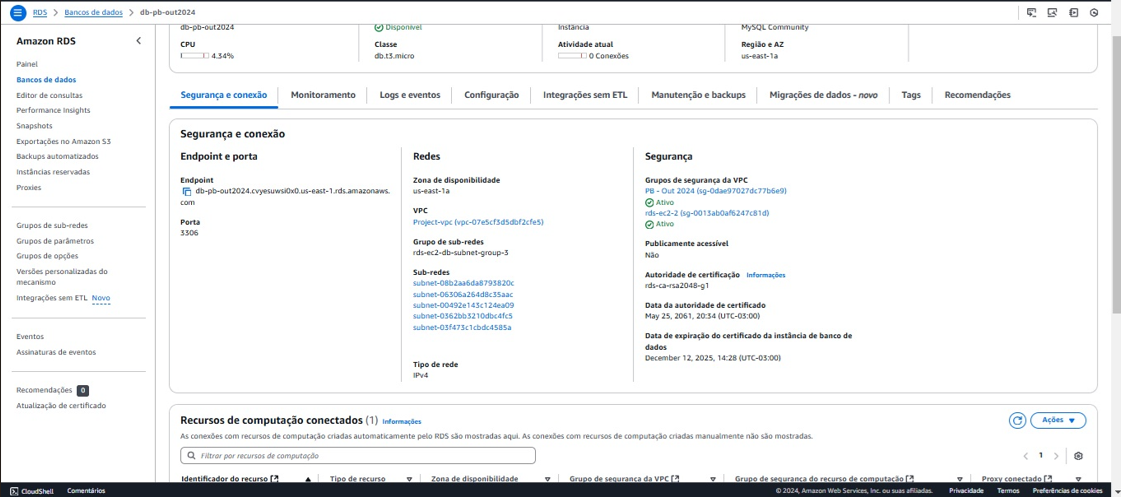 RDS > Bancos de dados > db-pb-out2024
Amazon RDS
Painel
Bancos de dados
Editor de consultas
Performance Insights
Snapshots
Exportações no Amazon S3
Backups automatizados
Instâncias reservadas
Proxies
Grupos de sub-redes
Grupos de parâmetros
Grupos de opções
Versões personalizadas do
mecanismo
Integrações sem ETL Novo
Eventos
Assinaturas de eventos
Recomendações 0
Atualização de certificado
db-pb-out2024
Disponível
Instância
MySQL Community
CPU
4.34%
Classe
db.t3.micro
Atividade atual
0 Conexões
Região e AZ
us-east-1a
Segurança e conexão
Monitoramento
Logs e eventos
Configuração
Integrações sem ETL
Manutenção e backups
Migrações de dados - novo
Tags
Recomendações
Segurança e conexão
Endpoint e porta
Endpoint
db-pb-out2024.cvyesuwsi0x0.us-east-1.rds.amazonaws.
com
Porta
3306
Redes
Zona de disponibilidade
us-east-1a
VPC
Project-vpc (vpc-07e5cf3d5dbf2cfe5)
Grupo de sub-redes
rds-ec2-db-subnet-group-3
Sub-redes
subnet-08b2aa6da8793820c
subnet-06306a264d8c35aac
subnet-00492e143c124ea09
subnet-0362bb3210dbc4fc5
subnet-03f473c1cbdc4585a
Tipo de rede
IPv4
Segurança
Grupos de segurança da VPC
PB - Out 2024 (sg-0dae97027dc77b6e9)
Ativo
rds-ec2-2 (sg-0013ab0af6247c81d)
Ativo
Publicamente acessível
Não
Autoridade de certificação Informações
rds-ca-rsa2048-g1
Data da autoridade de certificado
May 25, 2061, 20:34 (UTC-03:00)
Data de expiração do certificado da instância de banco de
dados
December 12, 2025, 14:28 (UTC-03:00)
Recursos de computação conectados (1) Informações
Ações
As conexões com recursos de computação criadas automaticamente pelo RDS são mostradas aqui. As conexões com recursos de computação criadas manualmente não são mostradas.
Filtrar por recursos de computação
1
Identificador do recurso
Tipo de recurso
Zona de disponibilidade
Grupo de segurança da VPC
Grupo de segurança do recurso de computação
Proxy conectado
CloudShell
Comentários
© 2024, Amazon Web Services, Inc. ou suas afiliadas.
Privacidade
Termos
Preferências de cookies